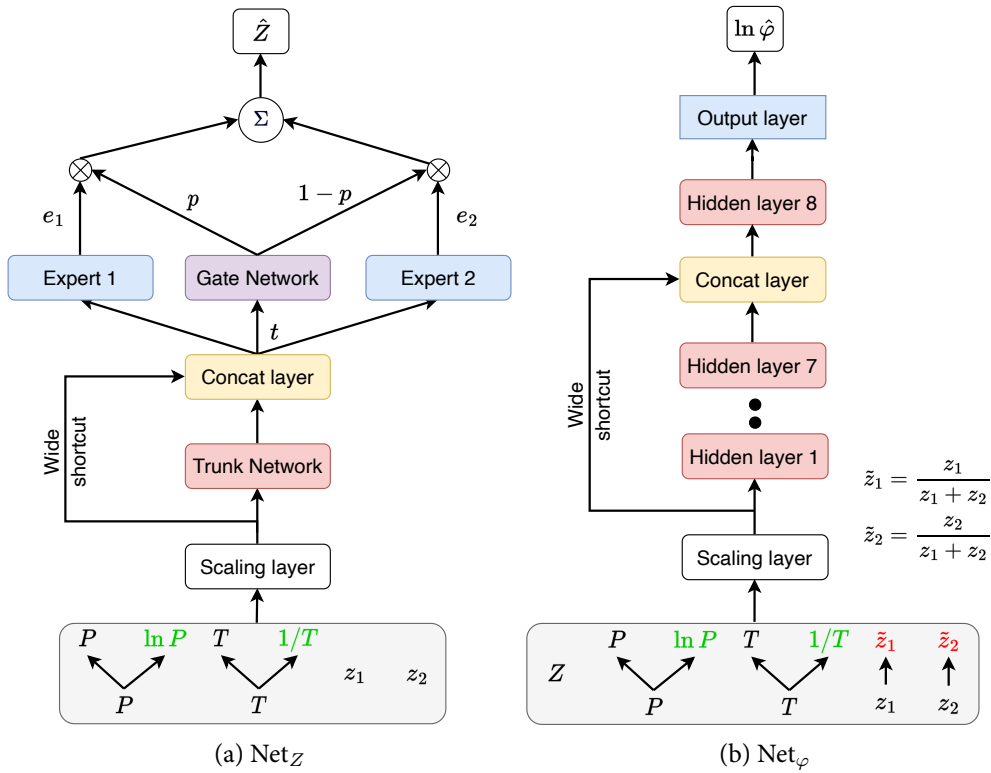 Ẑ
Σ
⊗
⊗
p
1 − p
e₁
e₂
Expert 1
Gate Network
Expert 2
t
Concat layer
Wide
shortcut
Trunk Network
Scaling layer
P ln P T 1/T
z₁ z₂
P T
(a) Net_Z
ln φ̂
Output layer
Hidden layer 8
Concat layer
Hidden layer 7
Wide
shortcut
Hidden layer 1
z̃₁ = z₁ / (z₁ + z₂)
z̃₂ = z₂ / (z₁ + z₂)
Scaling layer
P ln P T 1/T z̃₁ z̃₂
Z
P T z₁ z₂
(b) Net_φ